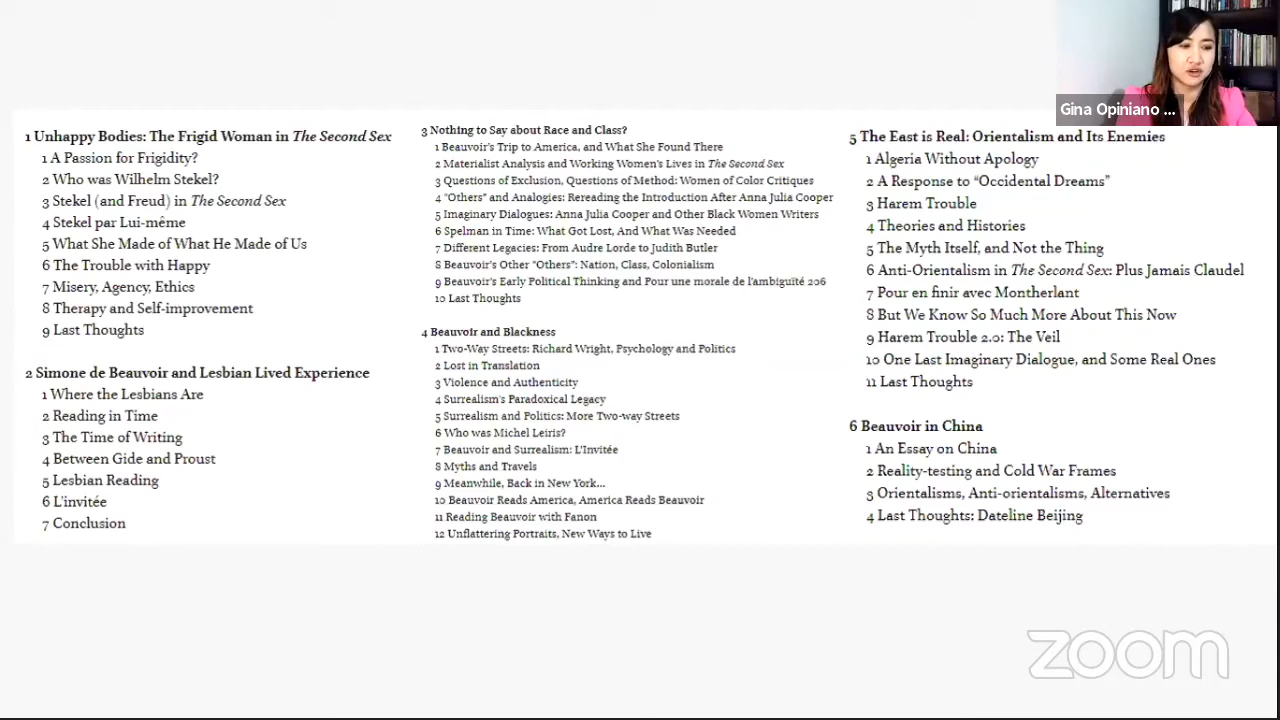 1 Unhappy Bodies: The Frigid Woman in The Second Sex
1 A Passion for Frigidity?
2 Who was Wilhelm Stekel?
3 Stekel (and Freud) in The Second Sex
4 Stekel par Lui-même
5 What She Made of What He Made of Us
6 The Trouble with Happy
7 Misery, Agency, Ethics
8 Therapy and Self-improvement
9 Last Thoughts
2 Simone de Beauvoir and Lesbian Lived Experience
1 Where the Lesbians Are
2 Reading in Time
3 The Time of Writing
4 Between Gide and Proust
5 Lesbian Reading
6 L'invitée
7 Conclusion
3 Nothing to Say about Race and Class?
1 Beauvoir's Trip to America, and What She Found There
2 Materialist Analysis and Working Women's Lives in The Second Sex
3 Questions of Exclusion, Questions of Method: Women of Color Critiques
4 "Others" and Analogies: Rereading the Introduction After Anna Julia Cooper
5 Imaginary Dialogues: Anna Julia Cooper and Other Black Women Writers
6 Spelman in Time: What Got Lost, And What Was Needed
7 Different Legacies: From Audre Lorde to Judith Butler
8 Beauvoir's Other "Others": Nation, Class, Colonialism
9 Beauvoir's Early Political Thinking and Pour une morale de l'ambiguïté 206
10 Last Thoughts
4 Beauvoir and Blackness
1 Two-Way Streets: Richard Wright, Psychology and Politics
2 Lost in Translation
3 Violence and Authenticity
4 Surrealism's Paradoxical Legacy
5 Surrealism and Politics: More Two-way Streets
6 Who was Michel Leiris?
7 Beauvoir and Surrealism: L'Invitée
8 Myths and Travels
9 Meanwhile, Back in New York...
10 Beauvoir Reads America, America Reads Beauvoir
11 Reading Beauvoir with Fanon
12 Unflattering Portraits, New Ways to Live
5 The East is Real: Orientalism and Its Enemies
1 Algeria Without Apology
2 A Response to “Occidental Dreams”
3 Harem Trouble
4 Theories and Histories
5 The Myth Itself, and Not the Thing
6 Anti-Orientalism in The Second Sex: Plus Jamais Claudel
7 Pour en finir avec Montherlant
8 But We Know So Much More About This Now
9 Harem Trouble 2.0: The Veil
10 One Last Imaginary Dialogue, and Some Real Ones
11 Last Thoughts
6 Beauvoir in China
1 An Essay on China
2 Reality-testing and Cold War Frames
3 Orientalisms, Anti-orientalisms, Alternatives
4 Last Thoughts: Dateline Beijing
Gina Opiniano ...
zoom